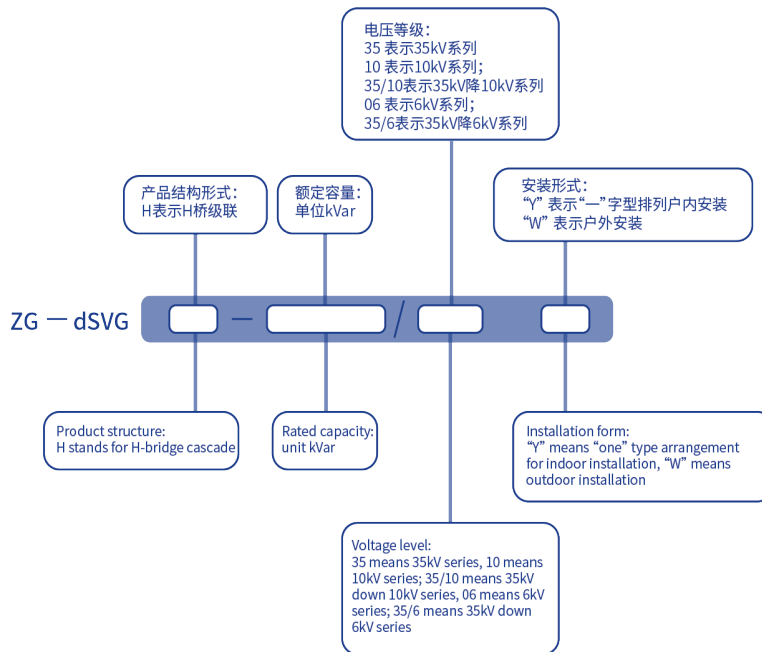 电压等级：
35 表示35kV系列
10 表示10kV系列；
35/10表示35kV降10kV系列
06 表示6kV系列；
35/6表示35kV降6kV系列
产品结构形式：
H表示H桥级联
额定容量：
单位kVar
安装形式：
“Y” 表示“一”字型排列户内安装
“W” 表示户外安装
ZG — dSVG — /
Product structure:
H stands for H-bridge cascade
Rated capacity:
unit kVar
Installation form:
“Y” means “one” type arrangement
for indoor installation, “W” means
outdoor installation
Voltage level:
35 means 35kV series, 10 means
10kV series; 35/10 means 35kV
down 10kV series, 06 means 6kV
series; 35/6 means 35kV down
6kV series